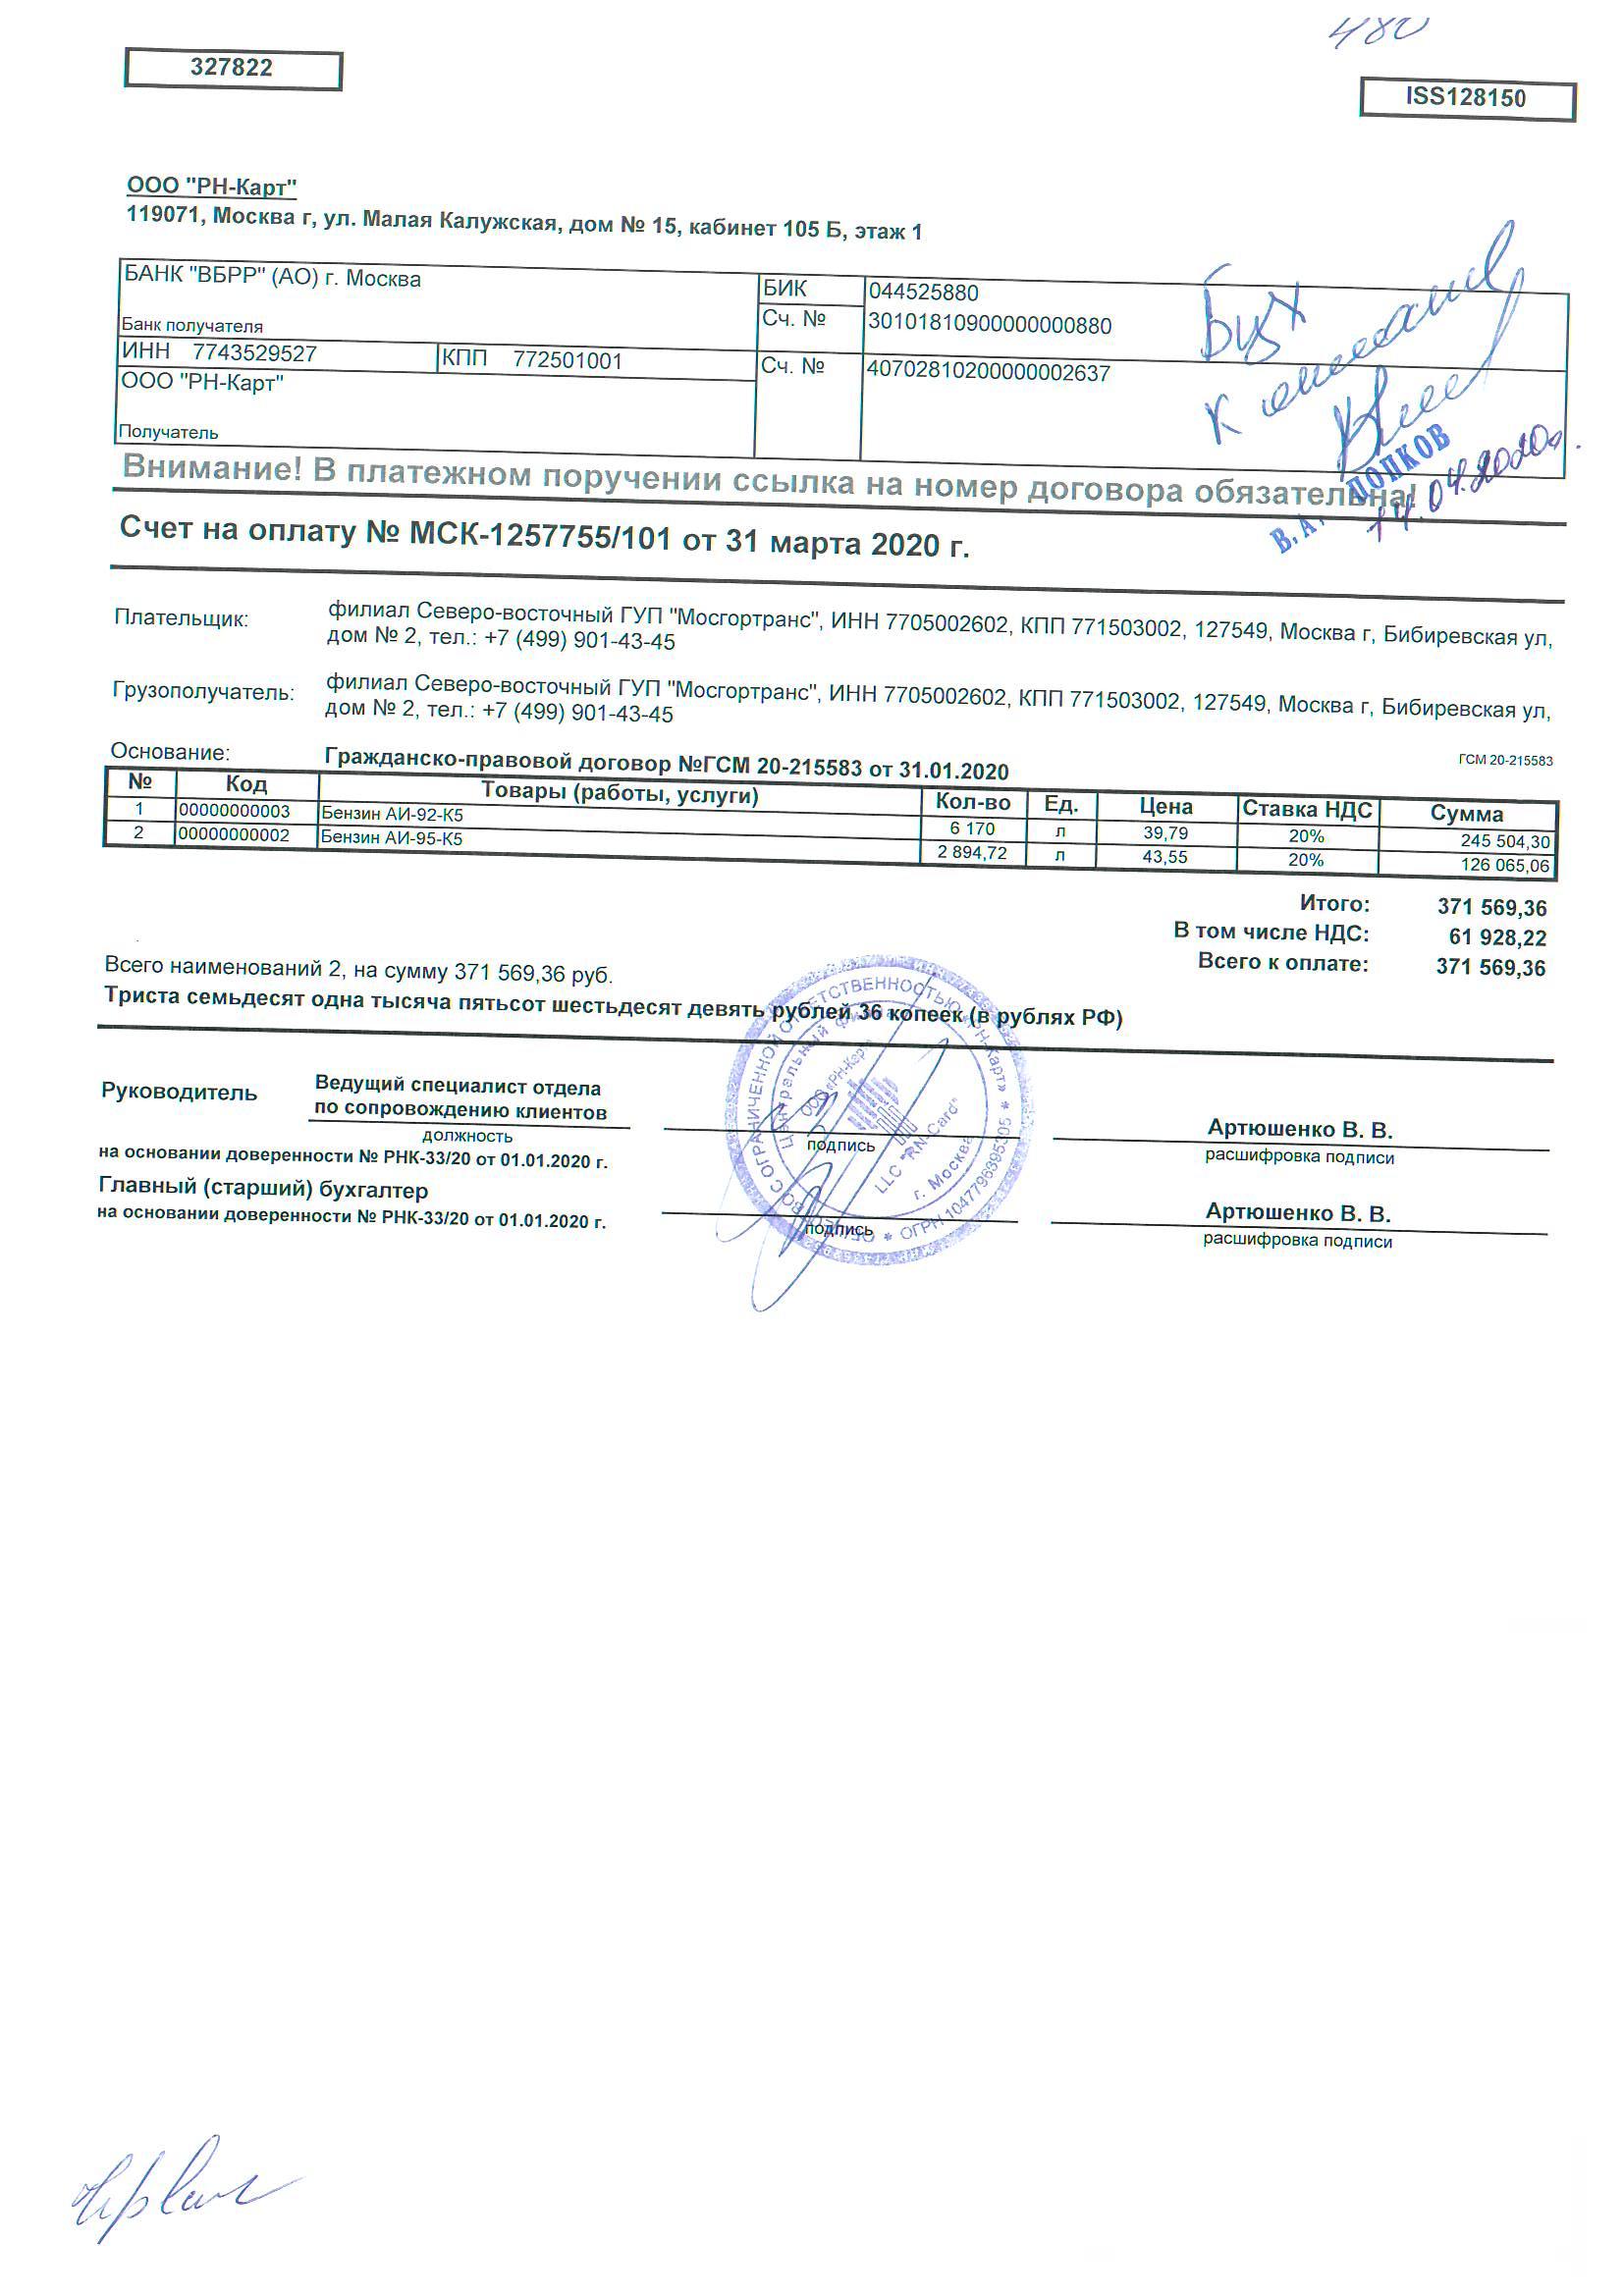 480
327822
ISS128150
ООО "РН-Карт"
119071, Москва г, ул. Малая Калужская, дом № 15, кабинет 105 Б, этаж 1
БАНК "ВБРР" (АО) г. Москва
БИК 044525880
Сч. № 30101810900000000880
Банк получателя
ИНН 7743529527 КПП 772501001
Сч. № 40702810200000002637
ООО "РН-Карт"
Получатель
Бух
К
В. А. ПОПКОВ
14.04.2020г.
Внимание! В платежном поручении ссылка на номер договора обязательна!
Счет на оплату № МСК-1257755/101 от 31 марта 2020 г.
Плательщик: филиал Северо-восточный ГУП "Мосгортранс", ИНН 7705002602, КПП 771503002, 127549, Москва г, Бибиревская ул,
дом № 2, тел.: +7 (499) 901-43-45
Грузополучатель: филиал Северо-восточный ГУП "Мосгортранс", ИНН 7705002602, КПП 771503002, 127549, Москва г, Бибиревская ул,
дом № 2, тел.: +7 (499) 901-43-45
Основание: Гражданско-правовой договор №ГСМ 20-215583 от 31.01.2020 ГСМ 20-215583
№ Код Товары (работы, услуги) Кол-во Ед. Цена Ставка НДС Сумма
1 00000000003 Бензин АИ-92-К5 6 170 л 39,79 20% 245 504,30
2 00000000002 Бензин АИ-95-К5 2 894,72 л 43,55 20% 126 065,06
Итого: 371 569,36
В том числе НДС: 61 928,22
Всего к оплате: 371 569,36
Всего наименований 2, на сумму 371 569,36 руб.
Триста семьдесят одна тысяча пятьсот шестьдесят девять рублей 36 копеек (в рублях РФ)
Руководитель
Ведущий специалист отдела
по сопровождению клиентов
должность
подпись
Артюшенко В. В.
расшифровка подписи
на основании доверенности № РНК-33/20 от 01.01.2020 г.
Главный (старший) бухгалтер
на основании доверенности № РНК-33/20 от 01.01.2020 г.
подпись
Артюшенко В. В.
расшифровка подписи
ОБЩЕСТВО С ОГРАНИЧЕННОЙ ОТВЕТСТВЕННОСТЬЮ «РН-Карт» * ОГРН 1047796395305 *
Центральный филиал
ООО «РН-Карт»
LLC "RN-Card"
г. Москва